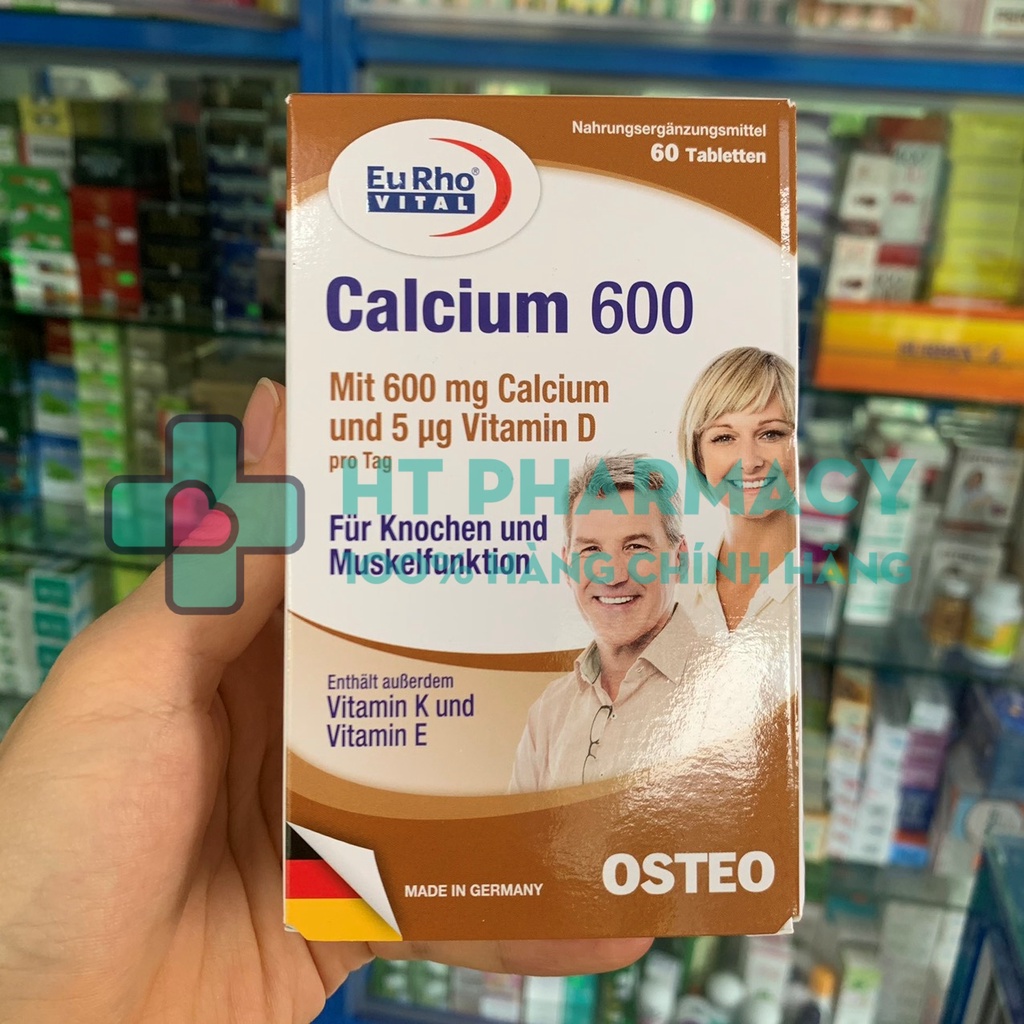 Nahrungsergänzungsmittel
60 Tabletten
EuRho®
VITAL
Calcium 600
Mit 600 mg Calcium
und 5 µg Vitamin D
pro Tag
HT PHARMACY
Für Knochen und
Muskelfunktion
100% HÀNG CHÍNH HÃNG
Enthält außerdem
Vitamin K und
Vitamin E
MADE IN GERMANY
OSTEO